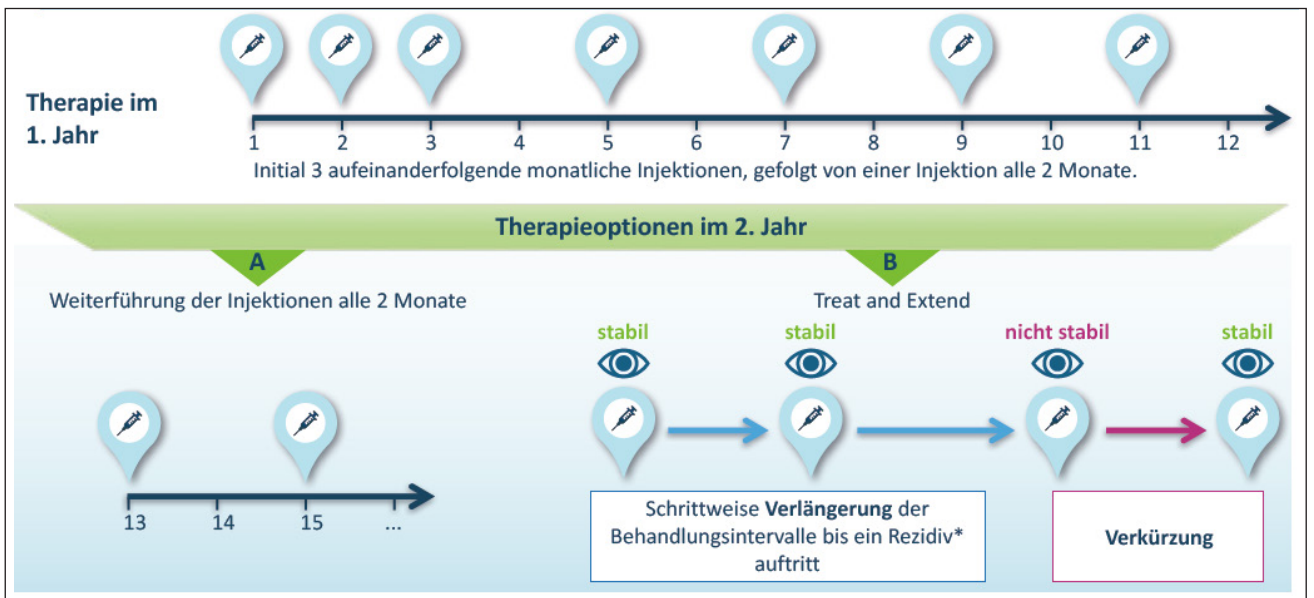 Therapie im
1. Jahr
1 2 3 4 5 6 7 8 9 10 11 12
Initial 3 aufeinanderfolgende monatliche Injektionen, gefolgt von einer Injektion alle 2 Monate.
Therapieoptionen im 2. Jahr
A
Weiterführung der Injektionen alle 2 Monate
13 14 15 ...
B
Treat and Extend
stabil stabil nicht stabil stabil
Schrittweise Verlängerung der
Behandlungsintervalle bis ein Rezidiv*
auftritt
Verkürzung